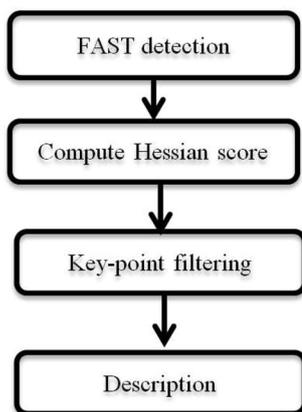 FAST detection
Compute Hessian score
Key-point filtering
Description